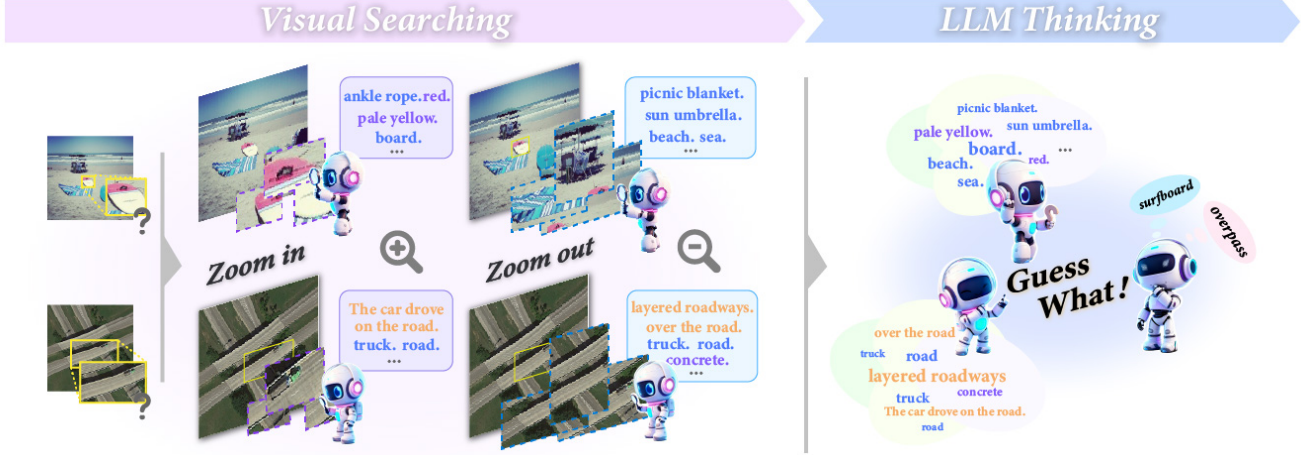 Visual Searching
LLM Thinking
?
ankle rope.red.
pale yellow.
board.
...
Zoom in
picnic blanket.
sun umbrella.
beach. sea.
...
Zoom out
?
The car drove
on the road.
truck. road.
...
layered roadways.
over the road.
truck. road.
concrete.
...
picnic blanket.
pale yellow. sun umbrella.
board. ...
beach. red.
sea.
?
surfboard
overpass
Guess
What!
over the road
truck road
layered roadways
truck concrete
The car drove on the road.
road